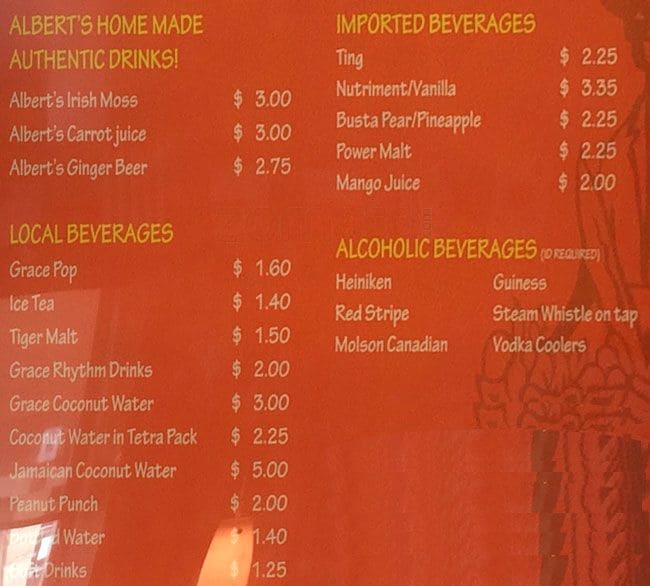 ALBERT'S HOME MADE
AUTHENTIC DRINKS!
Albert's Irish Moss $ 3.00
Albert's Carrot juice $ 3.00
Albert's Ginger Beer $ 2.75
LOCAL BEVERAGES
Grace Pop $ 1.60
Ice Tea $ 1.40
Tiger Malt $ 1.50
Grace Rhythm Drinks $ 2.00
Grace Coconut Water $ 3.00
Coconut Water in Tetra Pack $ 2.25
Jamaican Coconut Water $ 5.00
Peanut Punch $ 2.00
Water $ 1.40
Drinks $ 1.25
IMPORTED BEVERAGES
Ting $ 2.25
Nutriment/Vanilla $ 3.35
Busta Pear/Pineapple $ 2.25
Power Malt $ 2.25
Mango Juice $ 2.00
ALCOHOLIC BEVERAGES (ID REQUIRED)
Heiniken Guiness
Red Stripe Steam Whistle on tap
Molson Canadian Vodka Coolers